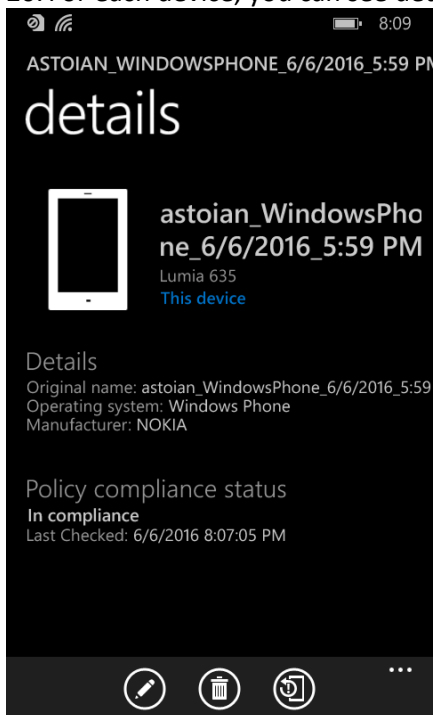 8:09
ASTOIAN_WINDOWSPHONE_6/6/2016_5:59 PM
details
astoian_WindowsPho
ne_6/6/2016_5:59 PM
Lumia 635
This device
Details
Original name: astoian_WindowsPhone_6/6/2016_5:59
Operating system: Windows Phone
Manufacturer: NOKIA
Policy compliance status
In compliance
Last Checked: 6/6/2016 8:07:05 PM